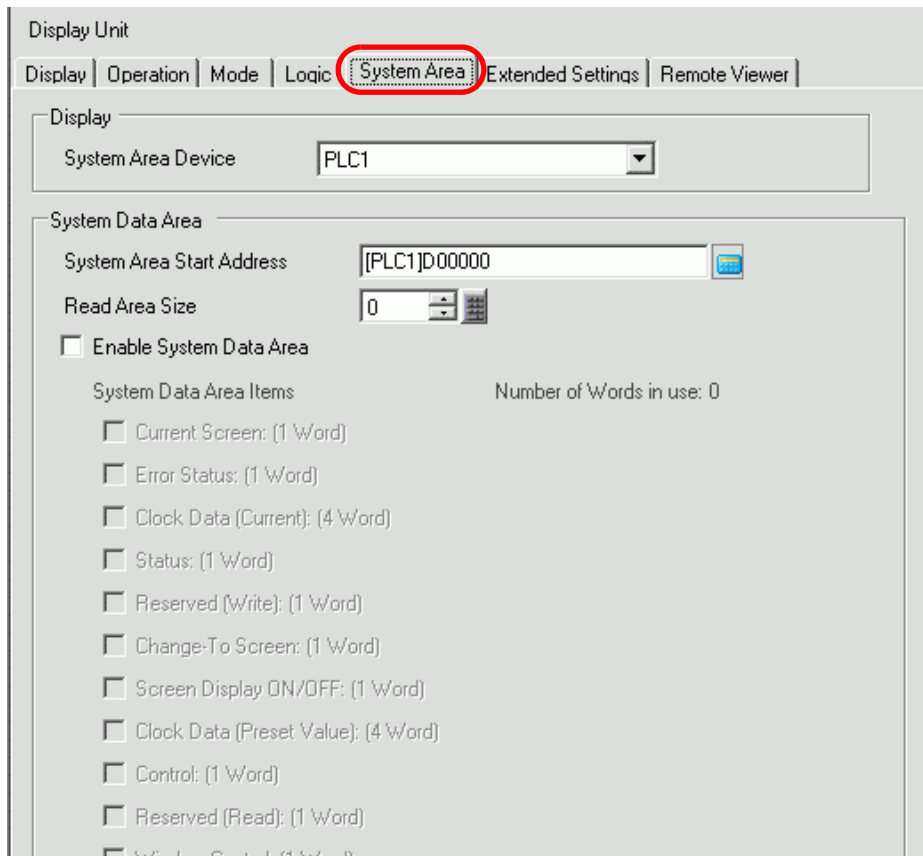 Display Unit
Display Operation Mode Logic System Area Extended Settings Remote Viewer
Display
System Area Device PLC1
System Data Area
System Area Start Address [PLC1]D00000
Read Area Size 0
Enable System Data Area
System Data Area Items Number of Words in use: 0
Current Screen: (1 Word)
Error Status: (1 Word)
Clock Data (Current): (4 Word)
Status: (1 Word)
Reserved (Write): (1 Word)
Change-To Screen: (1 Word)
Screen Display ON/OFF: (1 Word)
Clock Data (Preset Value): (4 Word)
Control: (1 Word)
Reserved (Read): (1 Word)